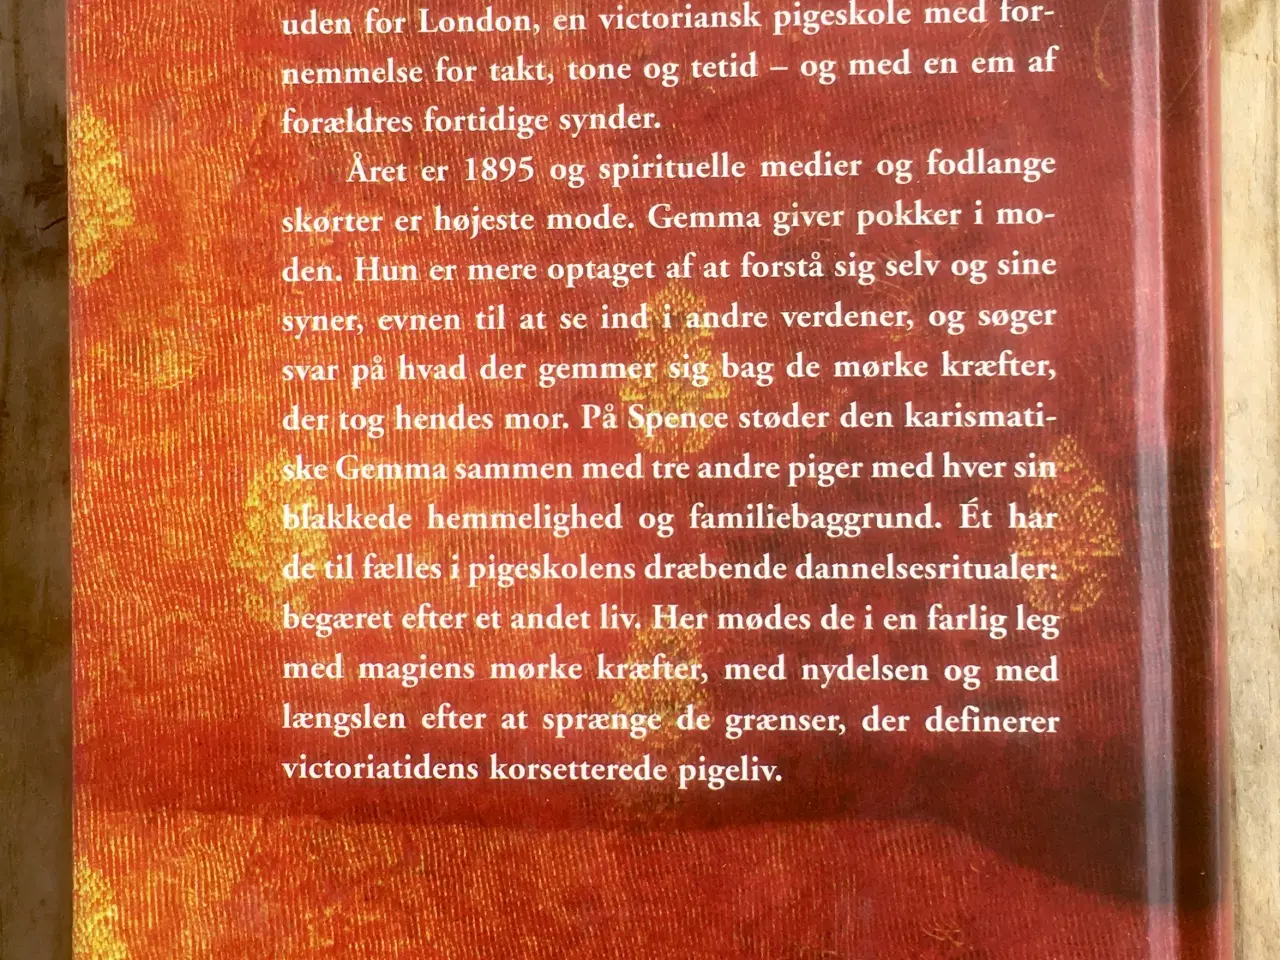 uden for London, en victoriansk pigeskole med for-
nemmelse for takt, tone og tetid – og med en em af
forældres fortidige synder.
Året er 1895 og spirituelle medier og fodlange
skørter er højeste mode. Gemma giver pokker i mo-
den. Hun er mere optaget af at forstå sig selv og sine
syner, evnen til at se ind i andre verdener, og søger
svar på hvad der gemmer sig bag de mørke kræfter,
der tog hendes mor. På Spence støder den karismati-
ske Gemma sammen med tre andre piger med hver sin
blakkede hemmelighed og familiebaggrund. Ét har
de til fælles i pigeskolens dræbende dannelsesritualer:
begæret efter et andet liv. Her mødes de i en farlig leg
med magiens mørke kræfter, med nydelsen og med
længslen efter at sprænge de grænser, der definerer
victoriatidens korsetterede pigeliv.